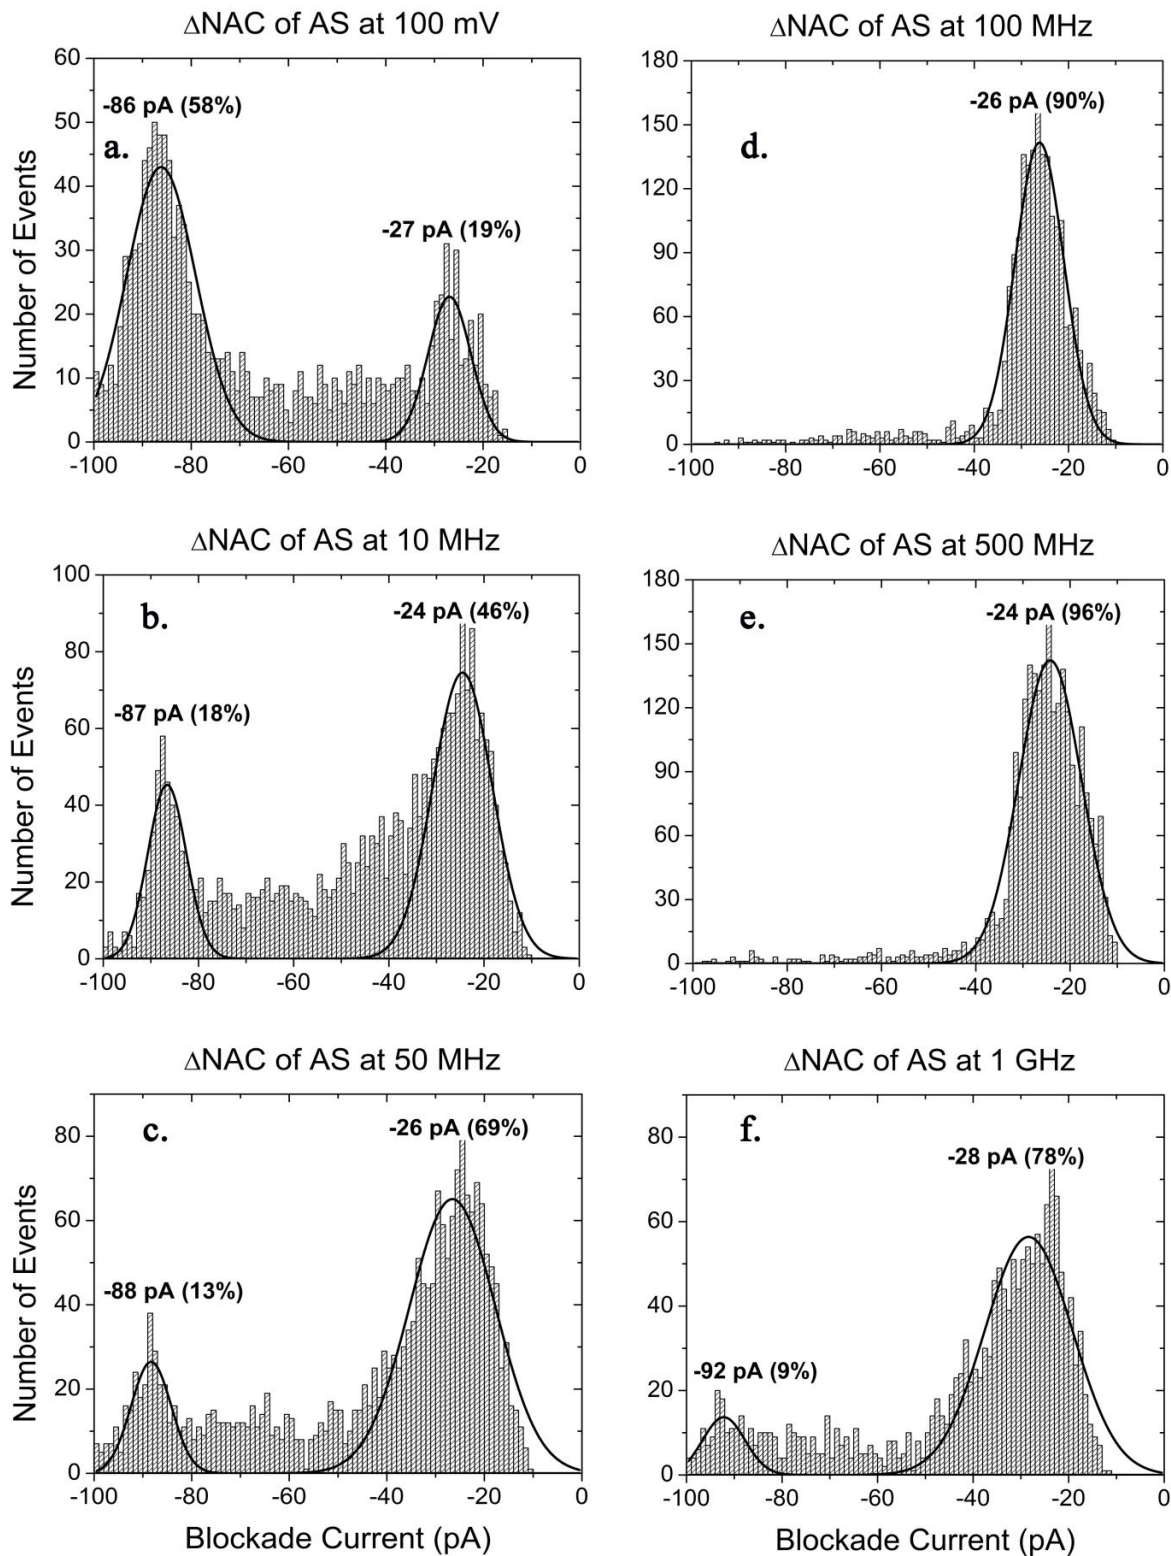 ΔNAC of AS at 100 mV
-86 pA (58%)
a.
-27 pA (19%)
Number of Events
60
50
40
30
20
10
0
-100 -80 -60 -40 -20 0
ΔNAC of AS at 100 MHz
-26 pA (90%)
d.
180
150
120
90
60
30
0
-100 -80 -60 -40 -20 0
ΔNAC of AS at 10 MHz
b.
-24 pA (46%)
-87 pA (18%)
Number of Events
100
80
60
40
20
0
-100 -80 -60 -40 -20 0
ΔNAC of AS at 500 MHz
e.
-24 pA (96%)
180
150
120
90
60
30
0
-100 -80 -60 -40 -20 0
ΔNAC of AS at 50 MHz
c.
-26 pA (69%)
-88 pA (13%)
Number of Events
80
60
40
20
0
-100 -80 -60 -40 -20 0
Blockade Current (pA)
ΔNAC of AS at 1 GHz
f.
-28 pA (78%)
-92 pA (9%)
80
60
40
20
0
-100 -80 -60 -40 -20 0
Blockade Current (pA)